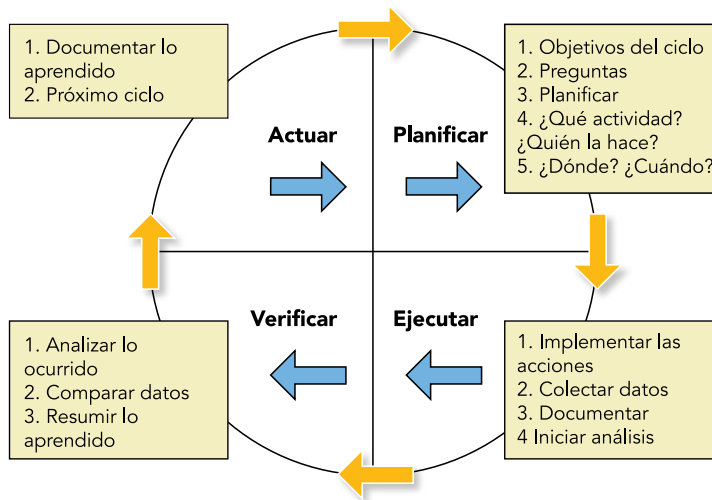 1. Documentar lo
aprendido
2. Próximo ciclo
1. Objetivos del ciclo
2. Preguntas
3. Planificar
4. ¿Qué actividad?
¿Quién la hace?
5. ¿Dónde? ¿Cuándo?
Actuar
Planificar
Verificar
Ejecutar
1. Analizar lo
ocurrido
2. Comparar datos
3. Resumir lo
aprendido
1. Implementar las
acciones
2. Colectar datos
3. Documentar
4 Iniciar análisis